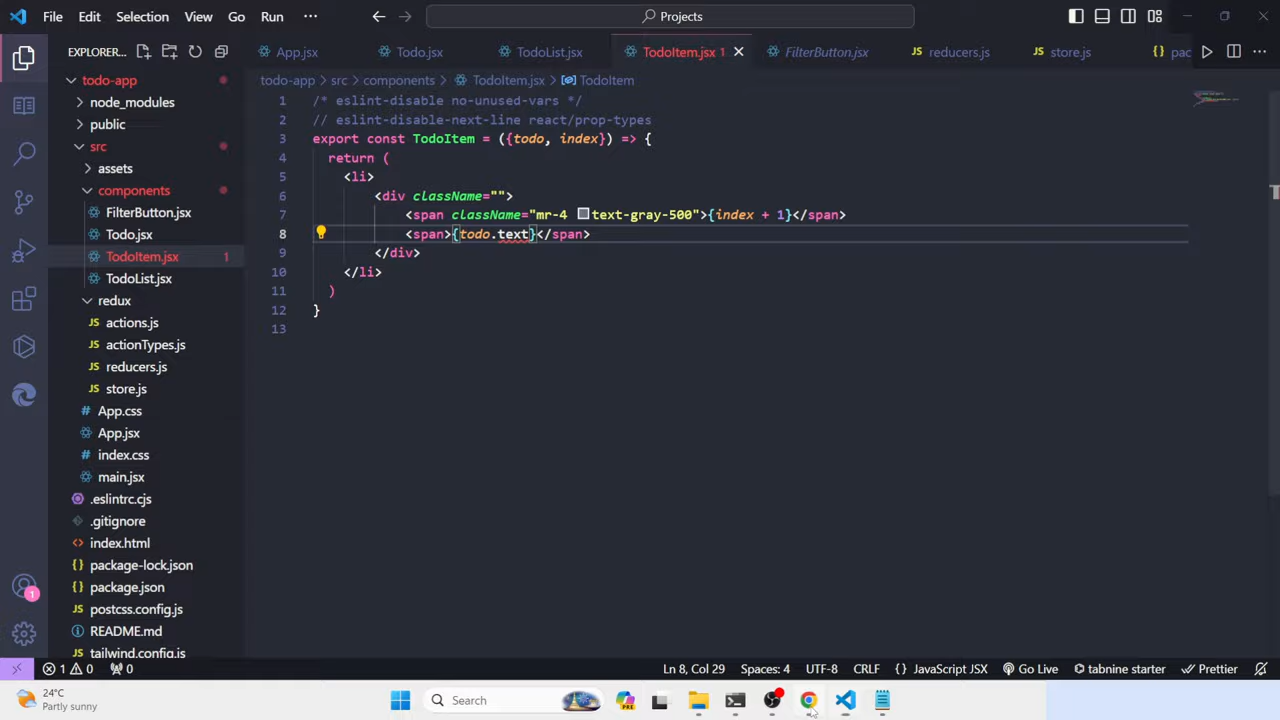 File Edit Selection View Go Run ··· Projects
EXPLORER...
App.jsx Todo.jsx TodoList.jsx TodoItem.jsx 1 FilterButton.jsx reducers.js store.js pac
todo-app
node_modules
public
src
assets
components
FilterButton.jsx
Todo.jsx
TodoItem.jsx 1
TodoList.jsx
redux
actions.js
actionTypes.js
reducers.js
store.js
App.css
App.jsx
index.css
main.jsx
.eslintrc.cjs
.gitignore
index.html
package-lock.json
package.json
postcss.config.js
README.md
tailwind.config.js
todo-app > src > components > TodoItem.jsx > TodoItem
1 /* eslint-disable no-unused-vars */
2 // eslint-disable-next-line react/prop-types
3 export const TodoItem = ({todo, index}) => {
4 return (
5 <li>
6 <div className="">
7 <span className="mr-4 text-gray-500">{index + 1}</span>
8 <span>{todo.text}</span>
9 </div>
10 </li>
11 )
12 }
13
1
1 0 0 Ln 8, Col 29 Spaces: 4 UTF-8 CRLF {} JavaScript JSX Go Live tabnine starter Prettier
24°C
Partly sunny
Search
PRE